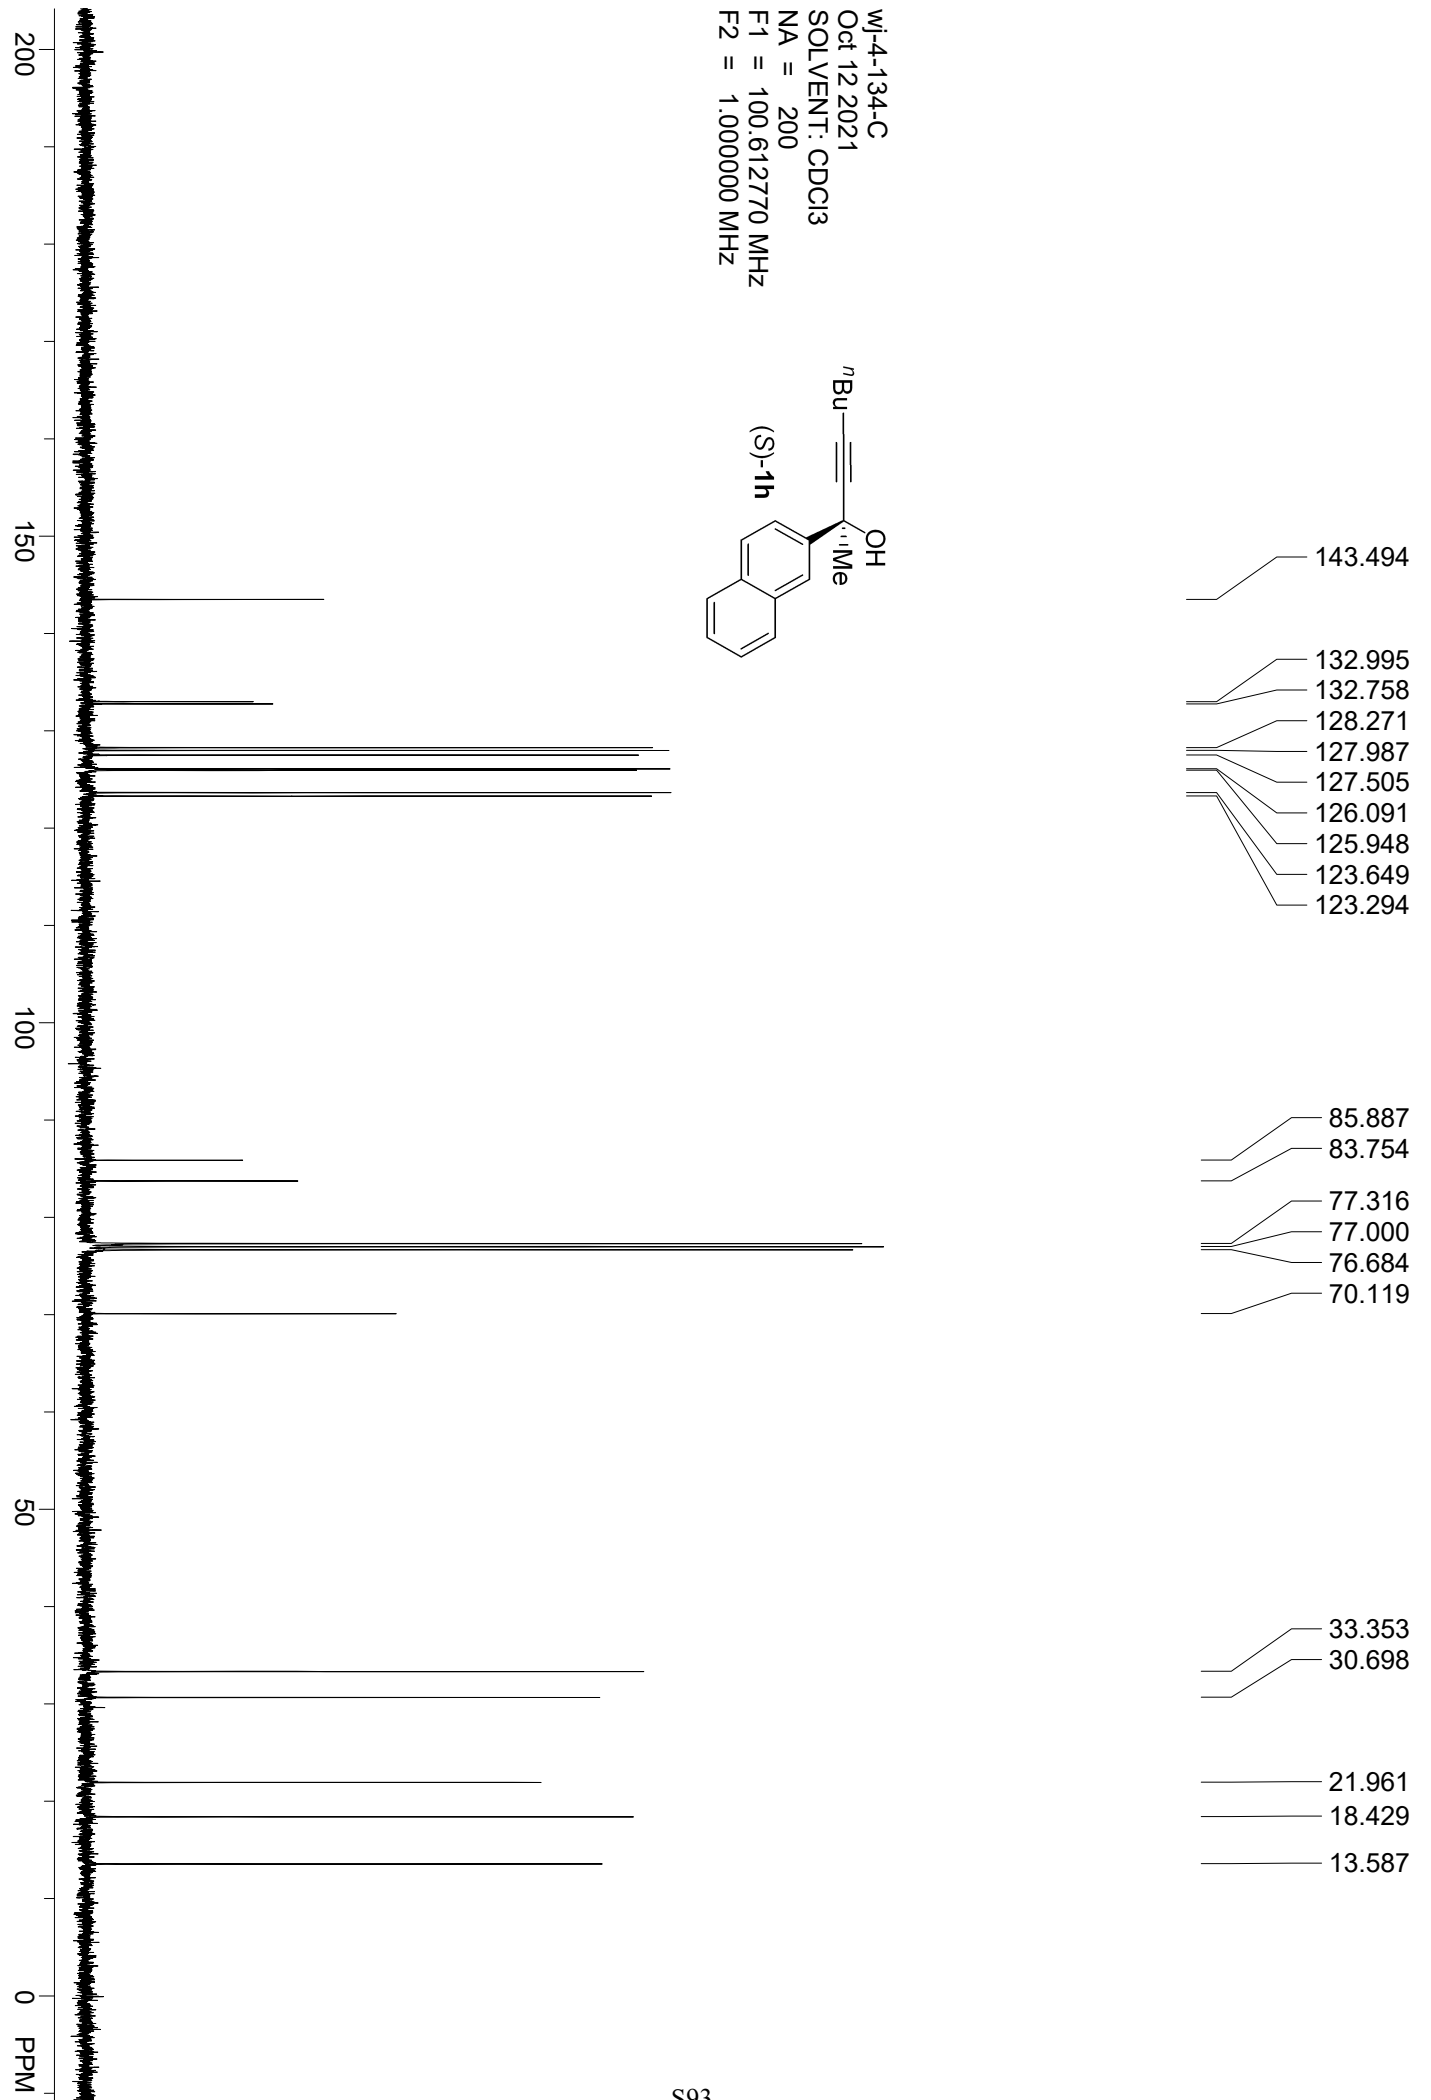 wj-4-134-C
Oct 12 2021
SOLVENT: CDCl3
NA = 200
F1 = 100.612770 MHz
F2 = 1.000000 MHz
OH
Me
ⁿBu
(S)-1h
143.494
132.995
132.758
128.271
127.987
127.505
126.091
125.948
123.649
123.294
85.887
83.754
77.316
77.000
76.684
70.119
33.353
30.698
21.961
18.429
13.587
200 150 100 50 0 PPM
S93